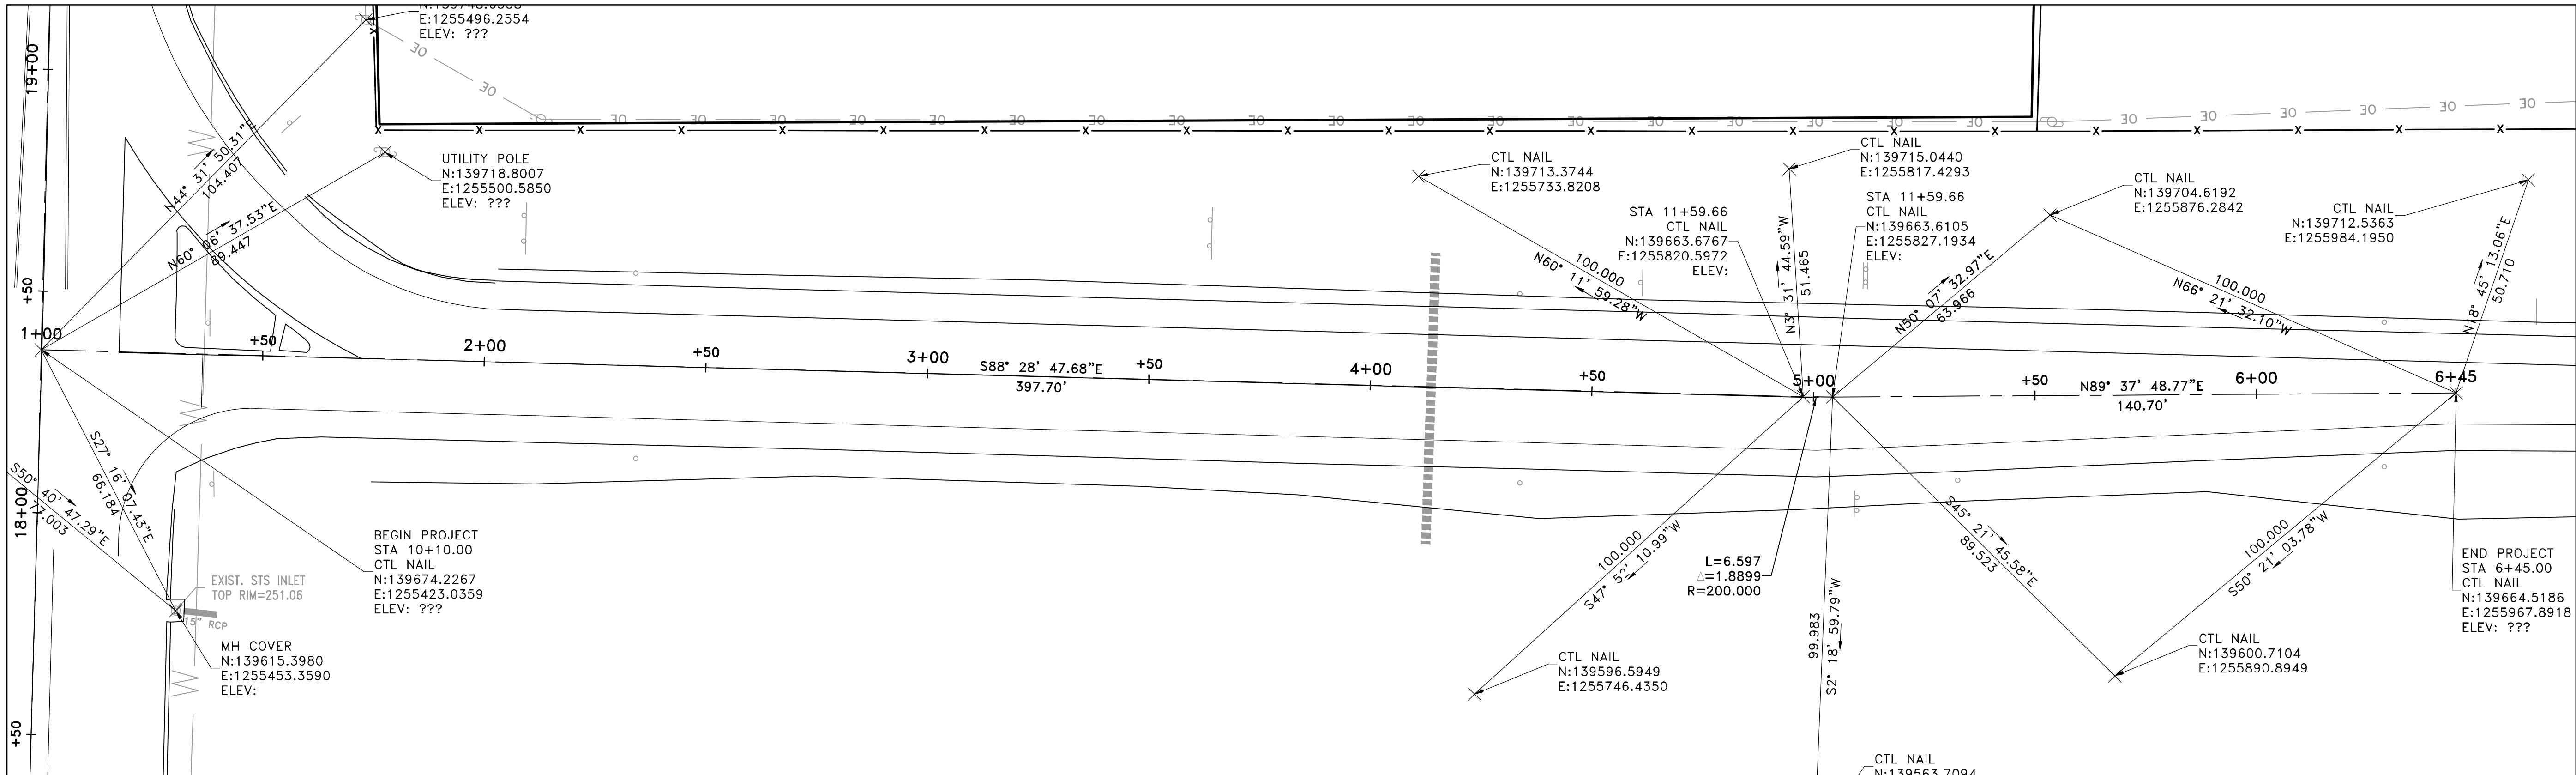 N:139748.6558
E:1255496.2554
ELEV: ???
19+00
+50
1+00
18+00
+50
N44° 31' 50.31"E
104.407
N60° 06' 37.53"E
89.447
UTILITY POLE
N:139718.8007
E:1255500.5850
ELEV: ???
+50
2+00
+50
3+00
S88° 28' 47.68"E
397.70'
+50
4+00
+50
5+00
+50
N89° 37' 48.77"E
140.70'
6+00
6+45
CTL NAIL
N:139713.3744
E:1255733.8208
100.000
N60° 11' 59.28"W
STA 11+59.66
CTL NAIL
N:139663.6767
E:1255820.5972
ELEV:
N3° 31' 44.59"W
51.465
CTL NAIL
N:139715.0440
E:1255817.4293
STA 11+59.66
CTL NAIL
N:139663.6105
E:1255827.1934
ELEV:
N50° 07' 32.97"E
63.966
CTL NAIL
N:139704.6192
E:1255876.2842
100.000
N66° 21' 32.10"W
CTL NAIL
N:139712.5363
E:1255984.1950
N18° 45' 13.06"E
50.710
S27° 16' 07.43"E
66.184
S50° 40' 47.29"E
77.003
BEGIN PROJECT
STA 10+10.00
CTL NAIL
N:139674.2267
E:1255423.0359
ELEV: ???
EXIST. STS INLET
TOP RIM=251.06
15" RCP
MH COVER
N:139615.3980
E:1255453.3590
ELEV:
100.000
S47° 52' 10.99"W
L=6.597
△=1.8899
R=200.000
99.983
S2° 18' 59.79"W
S45° 21' 45.58"E
89.523
100.000
S50° 21' 03.78"W
CTL NAIL
N:139596.5949
E:1255746.4350
CTL NAIL
N:139600.7104
E:1255890.8949
END PROJECT
STA 6+45.00
CTL NAIL
N:139664.5186
E:1255967.8918
ELEV: ???
CTL NAIL
N:139563.7094